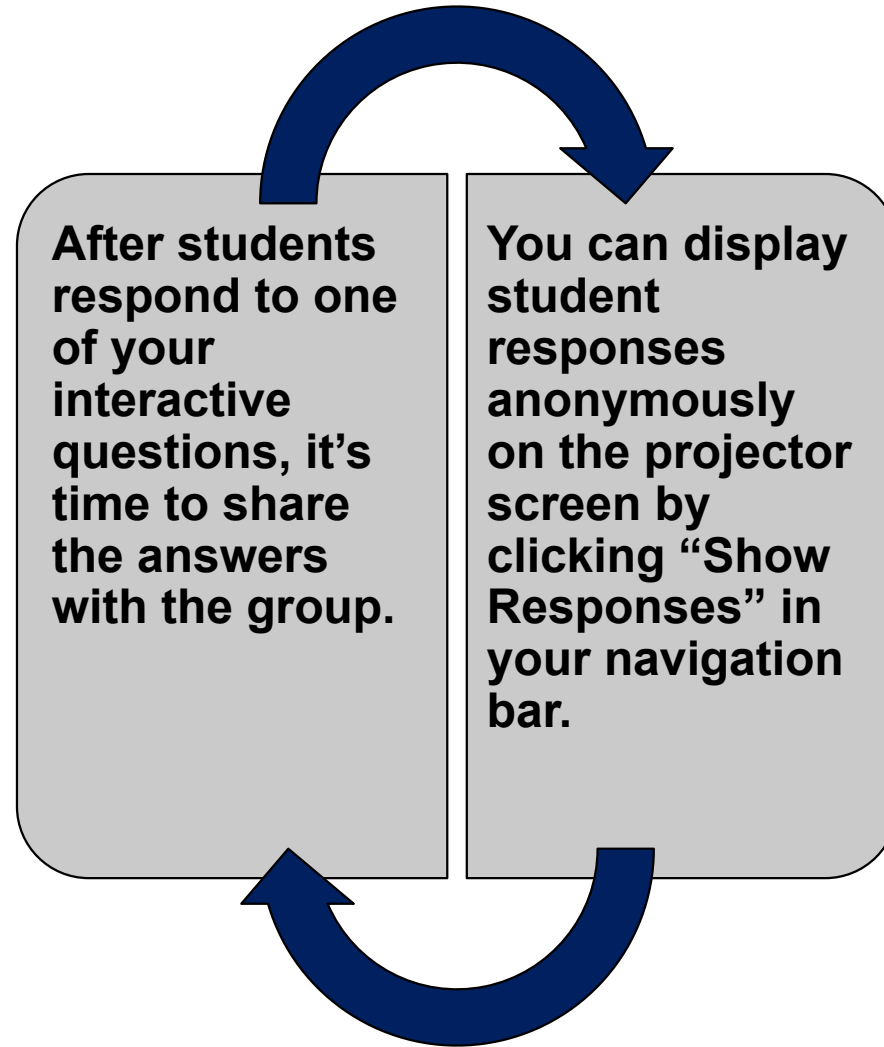 After students
respond to one
of your
interactive
questions, it’s
time to share
the answers
with the group.
You can display
student
responses
anonymously
on the projector
screen by
clicking “Show
Responses” in
your navigation
bar.